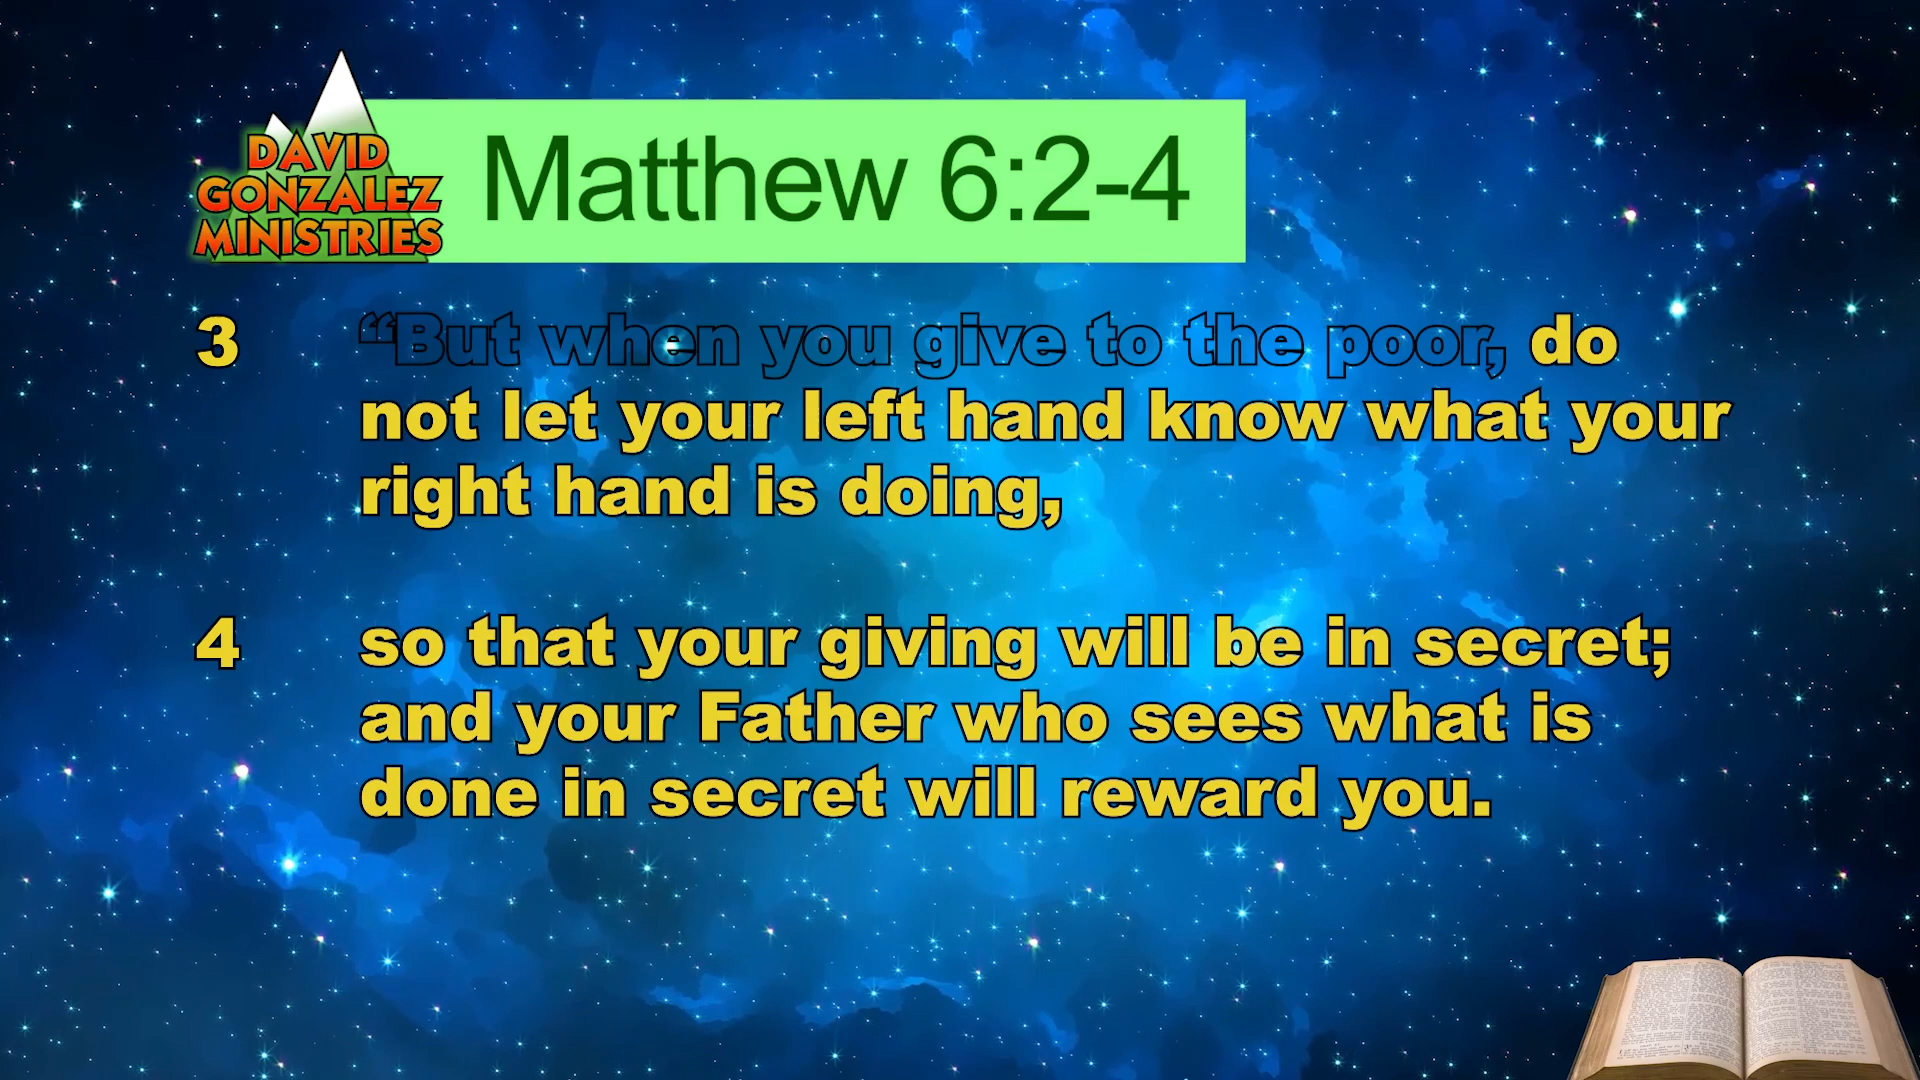 DAVID
GONZALEZ
MINISTRIES
Matthew 6:2-4
3 “But when you give to the poor, do
not let your left hand know what your
right hand is doing,
4 so that your giving will be in secret;
and your Father who sees what is
done in secret will reward you.